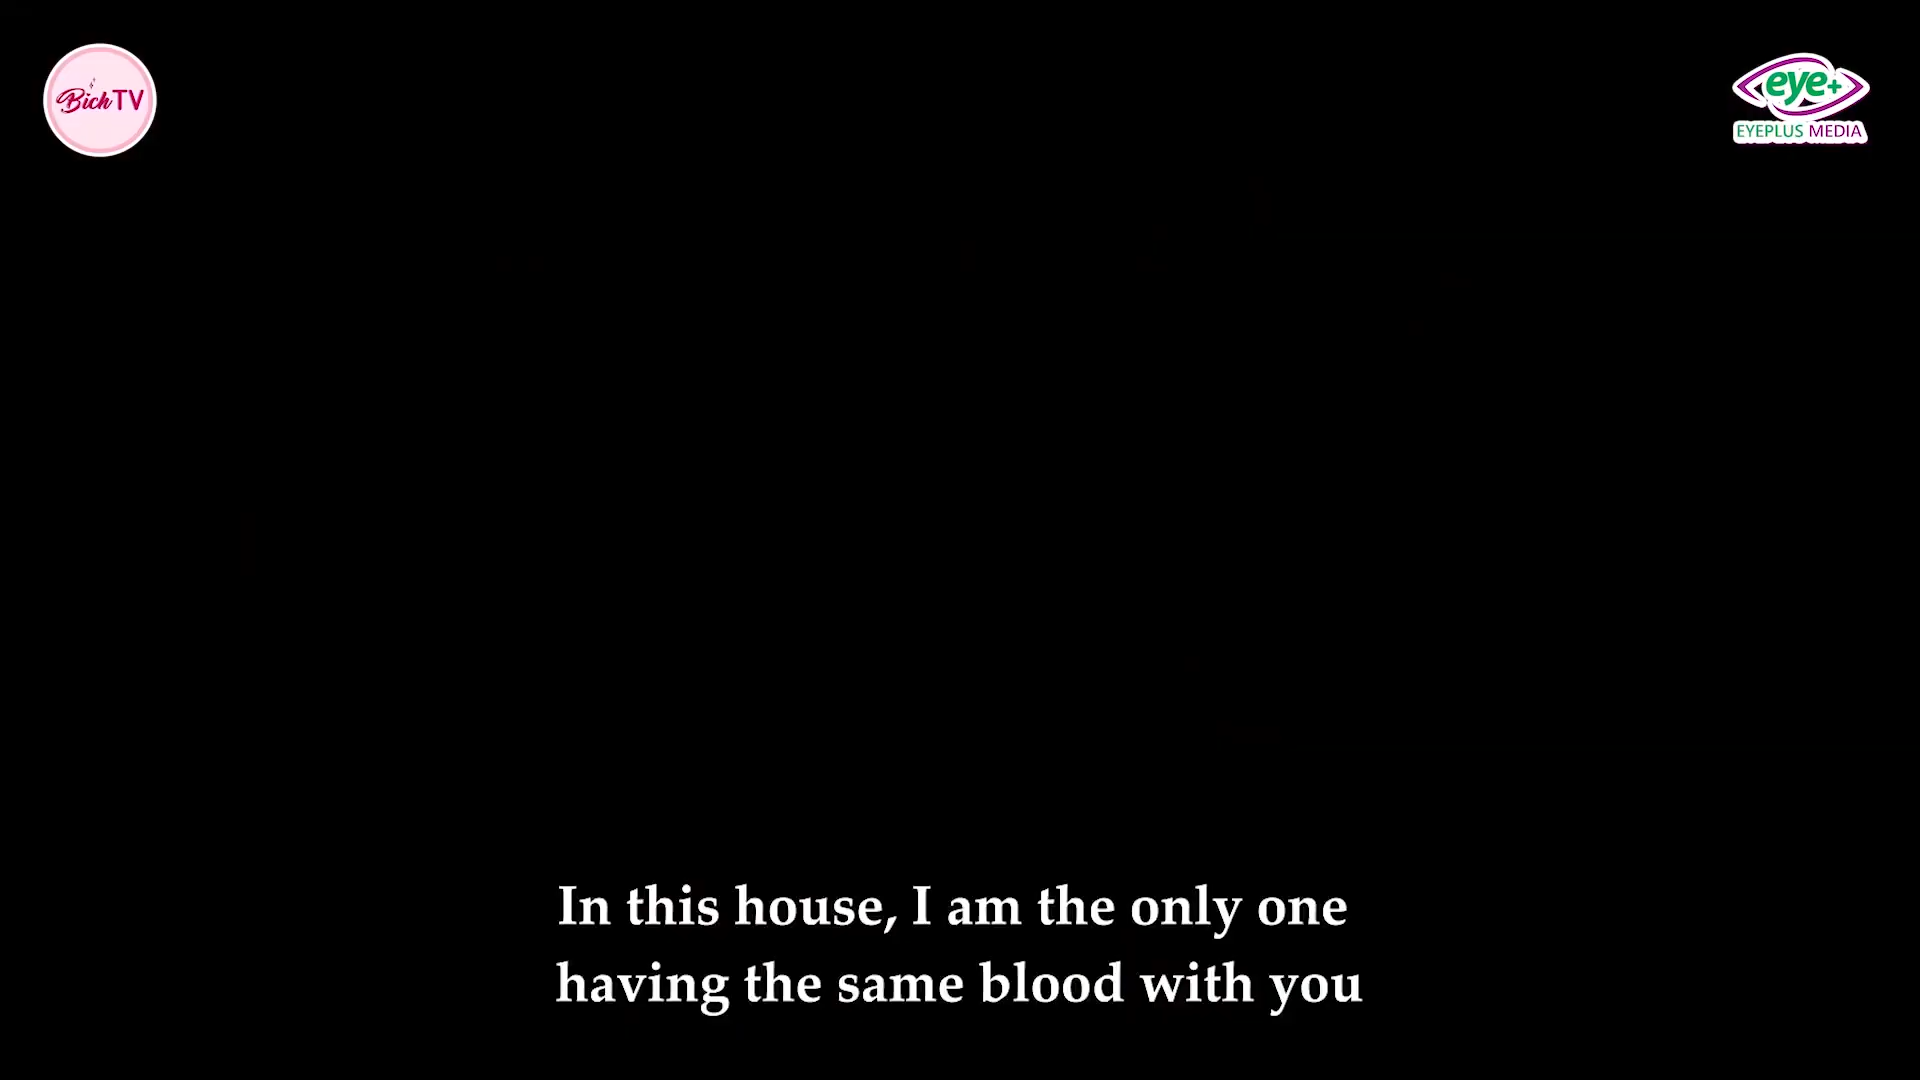 Bich TV
eye+
EYEPLUS MEDIA
In this house, I am the only one
having the same blood with you